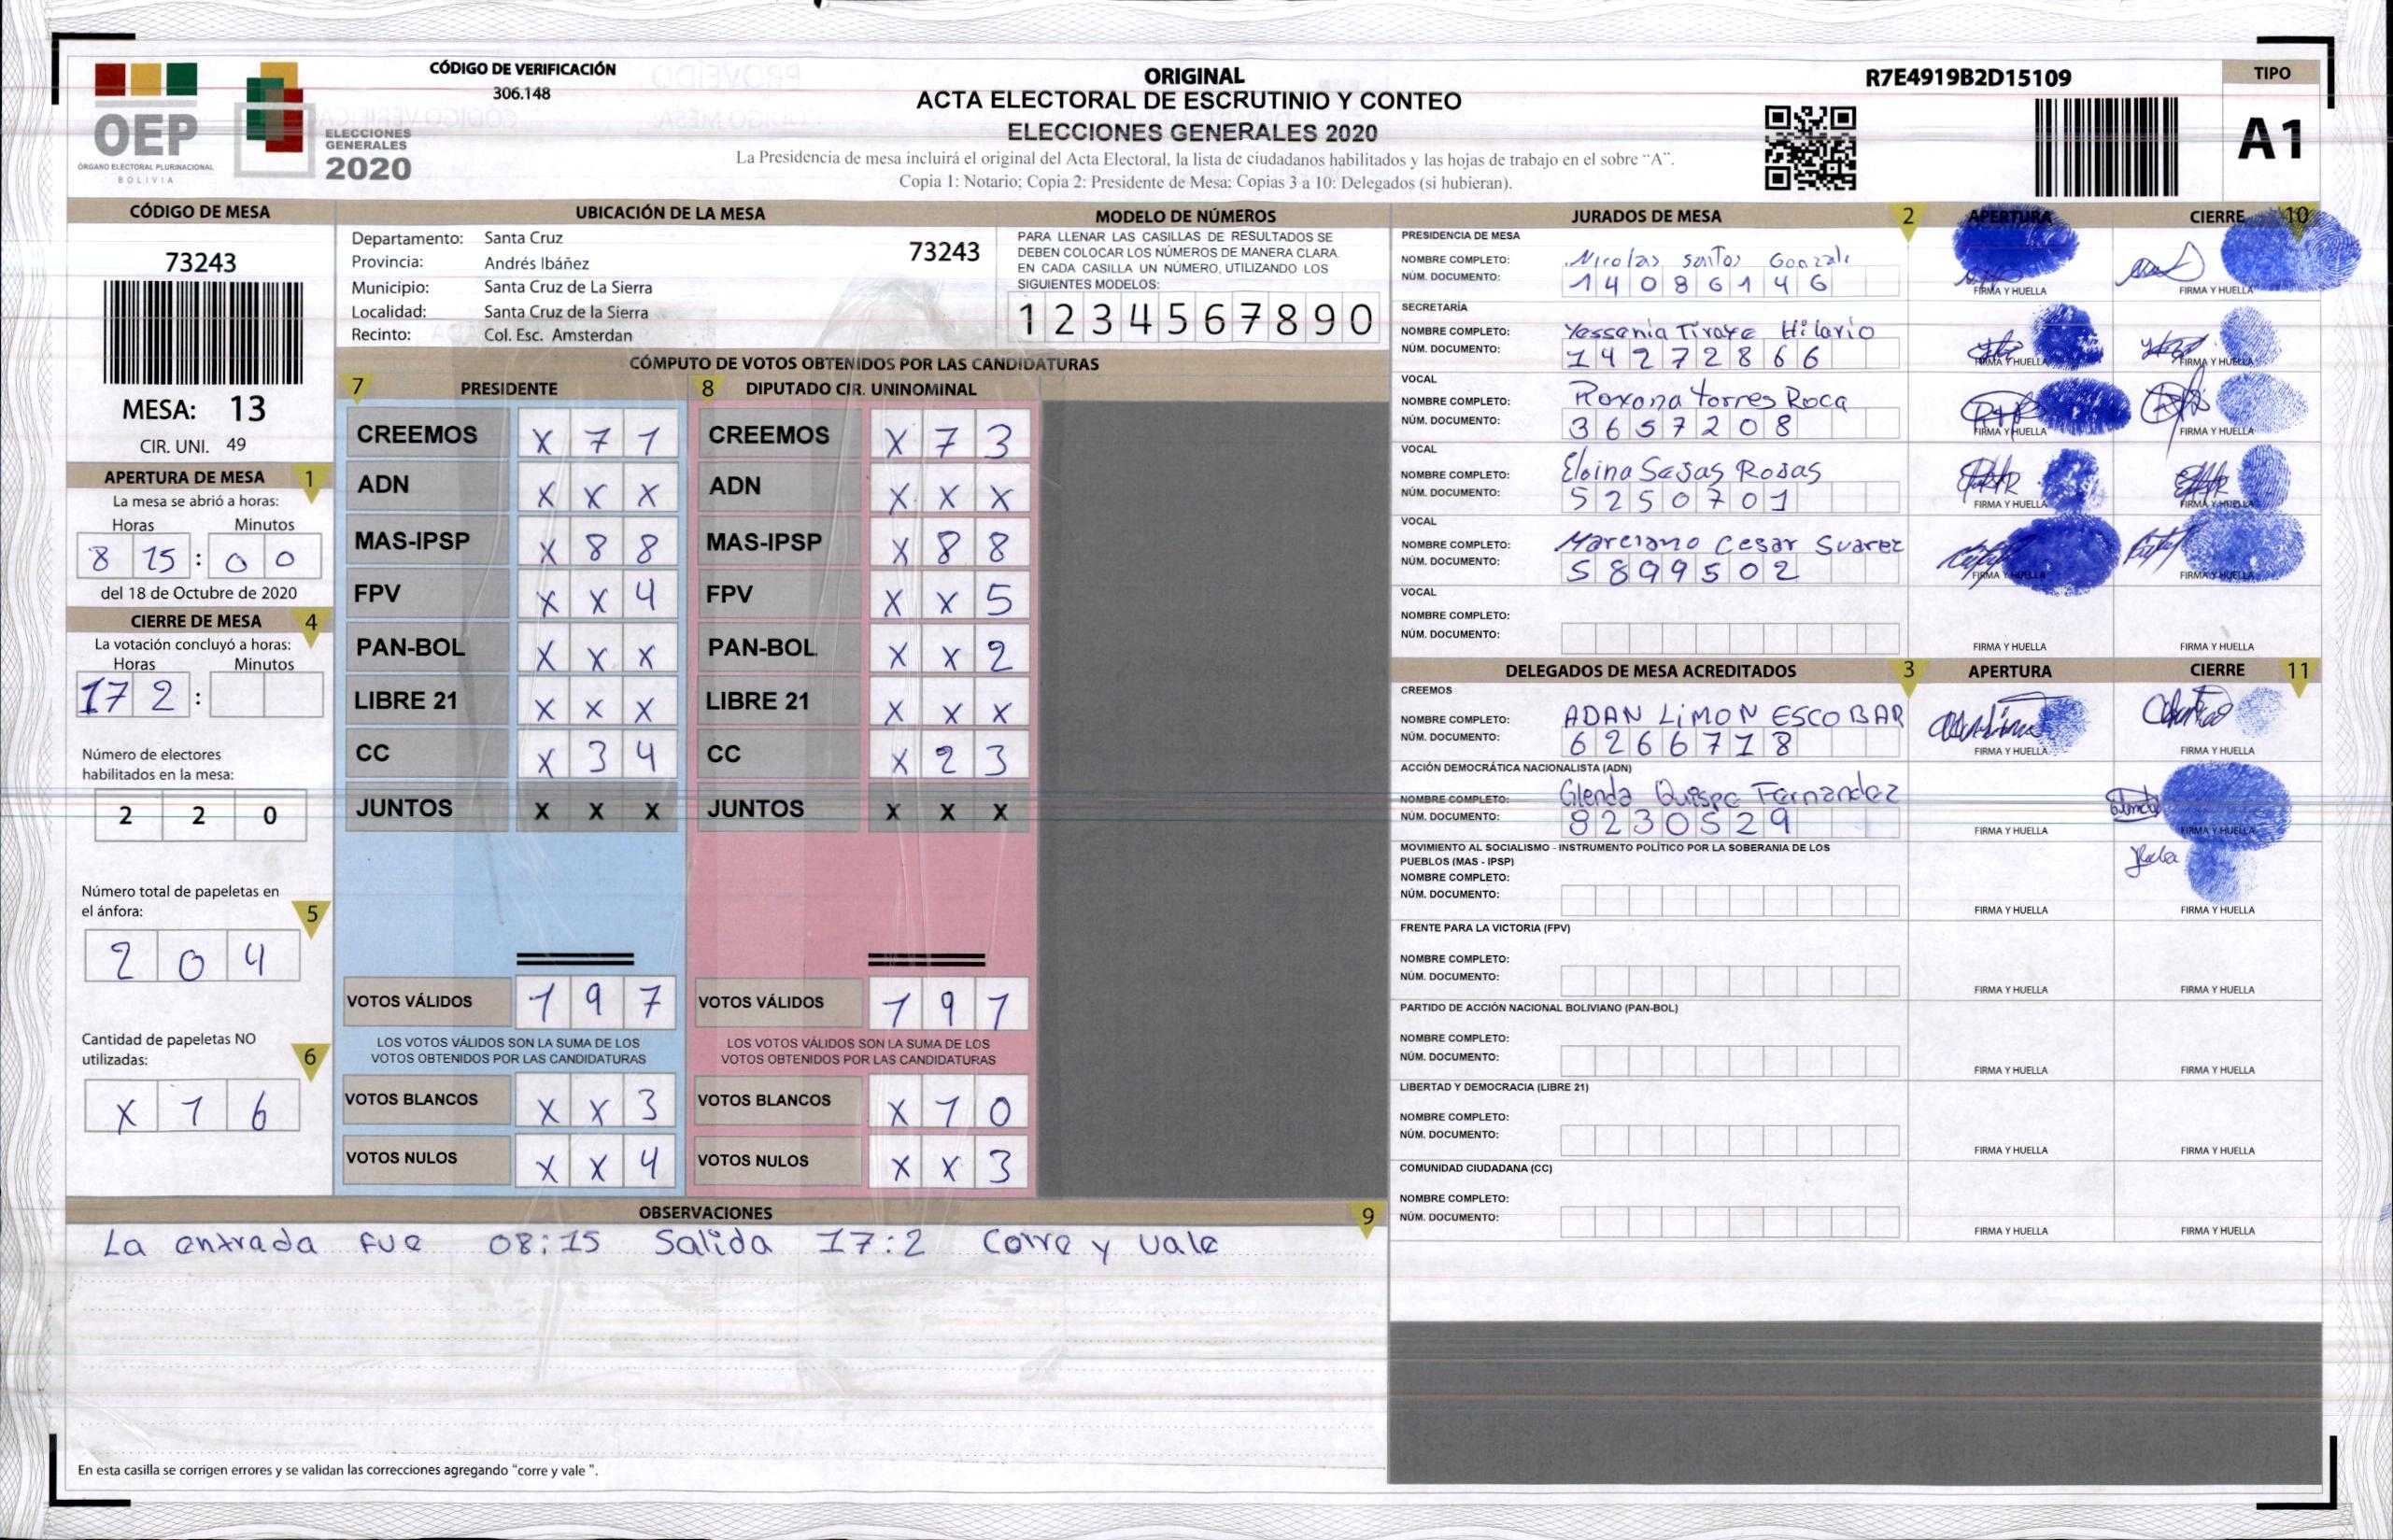 CÓDIGO DE VERIFICACIÓN
306.148
OEP
ÓRGANO ELECTORAL PLURINACIONAL
BOLIVIA
ELECCIONES
GENERALES
2020
ORIGINAL
ACTA ELECTORAL DE ESCRUTINIO Y CONTEO
ELECCIONES GENERALES 2020
La Presidencia de mesa incluirá el original del Acta Electoral, la lista de ciudadanos habilitados y las hojas de trabajo en el sobre “A”.
Copia 1: Notario; Copia 2: Presidente de Mesa; Copias 3 a 10: Delegados (si hubieran).
R7E4919B2D15109
TIPO
A1
CÓDIGO DE MESA
73243
MESA: 13
CIR. UNI. 49
APERTURA DE MESA 1
La mesa se abrió a horas:
Horas Minutos
8 15 : 0 0
del 18 de Octubre de 2020
CIERRE DE MESA 4
La votación concluyó a horas:
Horas Minutos
17 2 :
Número de electores
habilitados en la mesa:
2 2 0
Número total de papeletas en
el ánfora: 5
2 0 4
Cantidad de papeletas NO
utilizadas: 6
X 1 6
UBICACIÓN DE LA MESA
Departamento: Santa Cruz
Provincia: Andrés Ibáñez
Municipio: Santa Cruz de La Sierra
Localidad: Santa Cruz de la Sierra
Recinto: Col. Esc. Amsterdan
73243
MODELO DE NÚMEROS
PARA LLENAR LAS CASILLAS DE RESULTADOS SE
DEBEN COLOCAR LOS NÚMEROS DE MANERA CLARA.
EN CADA CASILLA UN NÚMERO, UTILIZANDO LOS
SIGUIENTES MODELOS:
1 2 3 4 5 6 7 8 9 0
CÓMPUTO DE VOTOS OBTENIDOS POR LAS CANDIDATURAS
7 PRESIDENTE 8 DIPUTADO CIR. UNINOMINAL
CREEMOS X 7 1 CREEMOS X 7 3
ADN X X X ADN X X X
MAS-IPSP X 8 8 MAS-IPSP X 8 8
FPV X X 4 FPV X X 5
PAN-BOL X X X PAN-BOL X X 2
LIBRE 21 X X X LIBRE 21 X X X
CC X 3 4 CC X 2 3
JUNTOS X X X JUNTOS X X X
VOTOS VÁLIDOS 1 9 7 VOTOS VÁLIDOS 1 9 1
LOS VOTOS VÁLIDOS SON LA SUMA DE LOS LOS VOTOS VÁLIDOS SON LA SUMA DE LOS
VOTOS OBTENIDOS POR LAS CANDIDATURAS VOTOS OBTENIDOS POR LAS CANDIDATURAS
VOTOS BLANCOS X X 3 VOTOS BLANCOS X 1 0
VOTOS NULOS X X 4 VOTOS NULOS X X 3
OBSERVACIONES 9
La entrada fue 08:15 Salida 17:2 Corre y vale
En esta casilla se corrigen errores y se validan las correcciones agregando "corre y vale ".
JURADOS DE MESA 2 APERTURA CIERRE 10
PRESIDENCIA DE MESA
NOMBRE COMPLETO: Nicolas santos
NÚM. DOCUMENTO: 1 4 0 8 6 1 4 6
FIRMA Y HUELLA FIRMA Y HUELLA
SECRETARÍA
NOMBRE COMPLETO: Yessenia Hilario
NÚM. DOCUMENTO: 1 4 2 7 2 8 6 6
FIRMA Y HUELLA FIRMA Y HUELLA
VOCAL
NOMBRE COMPLETO: Roxona torres Roca
NÚM. DOCUMENTO: 3 6 5 7 2 0 8
FIRMA Y HUELLA FIRMA Y HUELLA
VOCAL
NOMBRE COMPLETO: Eloina Sejas Rojas
NÚM. DOCUMENTO: 5 2 5 0 7 0 1
FIRMA Y HUELLA FIRMA Y HUELLA
VOCAL
NOMBRE COMPLETO: Marciano Cesar Suarez
NÚM. DOCUMENTO: 5 8 9 9 5 0 2
FIRMA Y HUELLA FIRMA Y HUELLA
VOCAL
NOMBRE COMPLETO:
NÚM. DOCUMENTO:
FIRMA Y HUELLA FIRMA Y HUELLA
DELEGADOS DE MESA ACREDITADOS 3 APERTURA CIERRE 11
CREEMOS
NOMBRE COMPLETO: ADAN LiMON ESCOBAR
NÚM. DOCUMENTO: 6 2 6 6 7 1 8
FIRMA Y HUELLA FIRMA Y HUELLA
ACCIÓN DEMOCRÁTICA NACIONALISTA (ADN)
NOMBRE COMPLETO: Glenda Quispe Fernandez
NÚM. DOCUMENTO: 8 2 3 0 5 2 9
FIRMA Y HUELLA FIRMA Y HUELLA
MOVIMIENTO AL SOCIALISMO - INSTRUMENTO POLÍTICO POR LA SOBERANIA DE LOS
PUEBLOS (MAS - IPSP)
NOMBRE COMPLETO:
NÚM. DOCUMENTO:
FIRMA Y HUELLA FIRMA Y HUELLA
FRENTE PARA LA VICTORIA (FPV)
NOMBRE COMPLETO:
NÚM. DOCUMENTO:
FIRMA Y HUELLA FIRMA Y HUELLA
PARTIDO DE ACCIÓN NACIONAL BOLIVIANO (PAN-BOL)
NOMBRE COMPLETO:
NÚM. DOCUMENTO:
FIRMA Y HUELLA FIRMA Y HUELLA
LIBERTAD Y DEMOCRACIA (LIBRE 21)
NOMBRE COMPLETO:
NÚM. DOCUMENTO:
FIRMA Y HUELLA FIRMA Y HUELLA
COMUNIDAD CIUDADANA (CC)
NOMBRE COMPLETO:
NÚM. DOCUMENTO:
FIRMA Y HUELLA FIRMA Y HUELLA